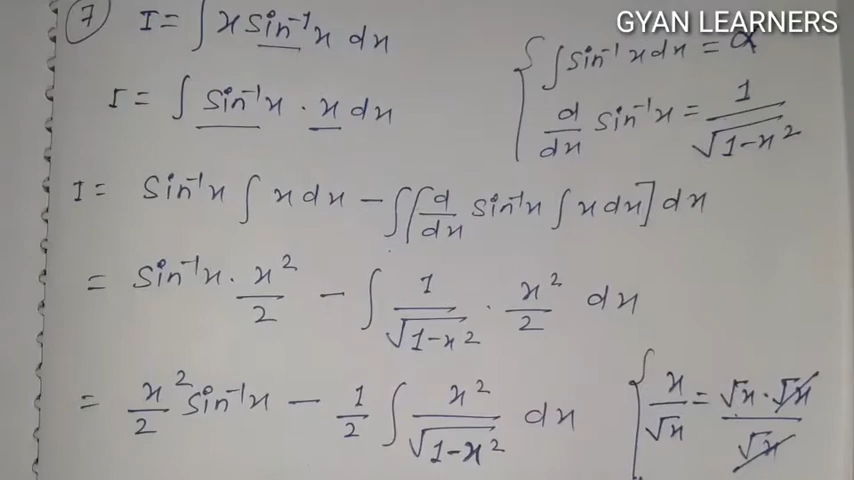 GYAN LEARNERS
7 I = ∫ x sin⁻¹x dx
{ ∫ sin⁻¹x dx = α
I = ∫ sin⁻¹x · x dx
d/dx sin⁻¹x = 1/√(1-x²)
I = sin⁻¹x ∫ x dx - ∫[d/dx sin⁻¹x ∫ x dx] dx
= sin⁻¹x · x²/2 - ∫ 1/√(1-x²) · x²/2 dx
= x²/2 sin⁻¹x - 1/2 ∫ x²/√(1-x²) dx
{ x/√x = √x · √x/√x